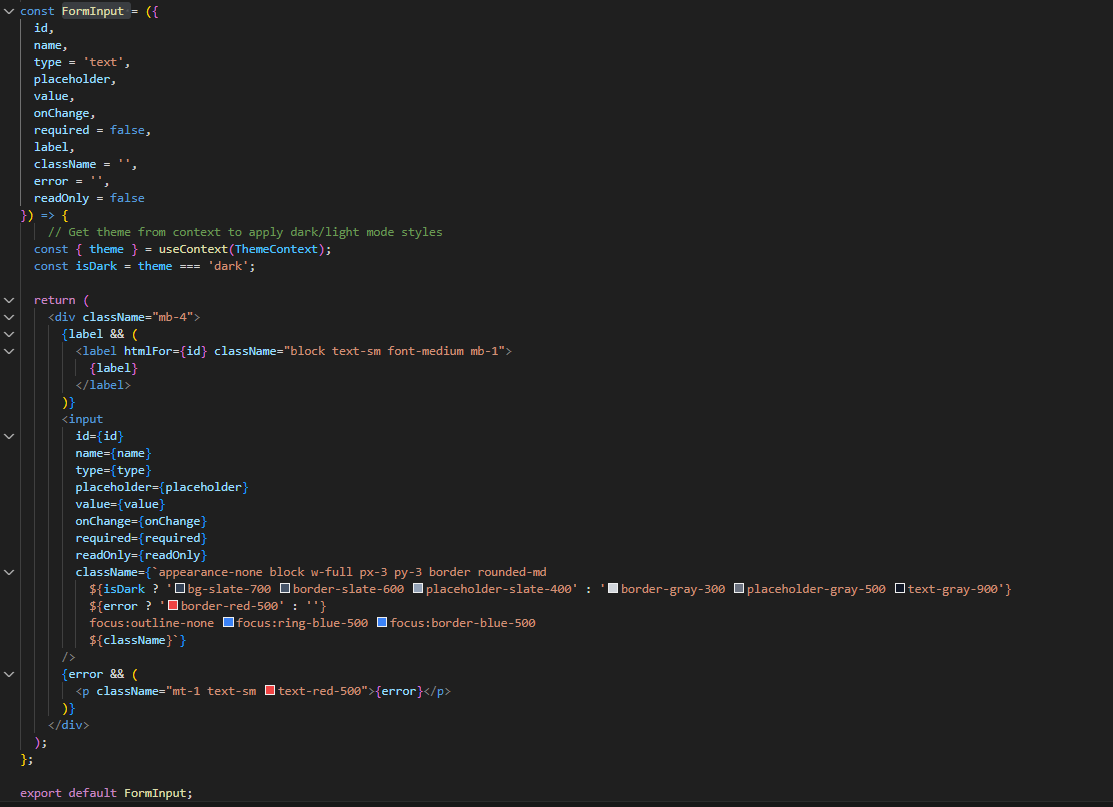 const FormInput = ({
  id,
  name,
  type = 'text',
  placeholder,
  value,
  onChange,
  required = false,
  label,
  className = '',
  error = '',
  readOnly = false
}) => {
    // Get theme from context to apply dark/light mode styles
  const { theme } = useContext(ThemeContext);
  const isDark = theme === 'dark';

  return (
    <div className="mb-4">
      {label && (
        <label htmlFor={id} className="block text-sm font-medium mb-1">
          {label}
        </label>
      )}
      <input
        id={id}
        name={name}
        type={type}
        placeholder={placeholder}
        value={value}
        onChange={onChange}
        required={required}
        readOnly={readOnly}
        className={`appearance-none block w-full px-3 py-3 border rounded-md
          ${isDark ? 'bg-slate-700 border-slate-600 placeholder-slate-400' : 'border-gray-300 placeholder-gray-500 text-gray-900'}
          ${error ? 'border-red-500' : ''}
          focus:outline-none focus:ring-blue-500 focus:border-blue-500
          ${className}`}
      />
      {error && (
        <p className="mt-1 text-sm text-red-500">{error}</p>
      )}
    </div>
  );
};

export default FormInput;